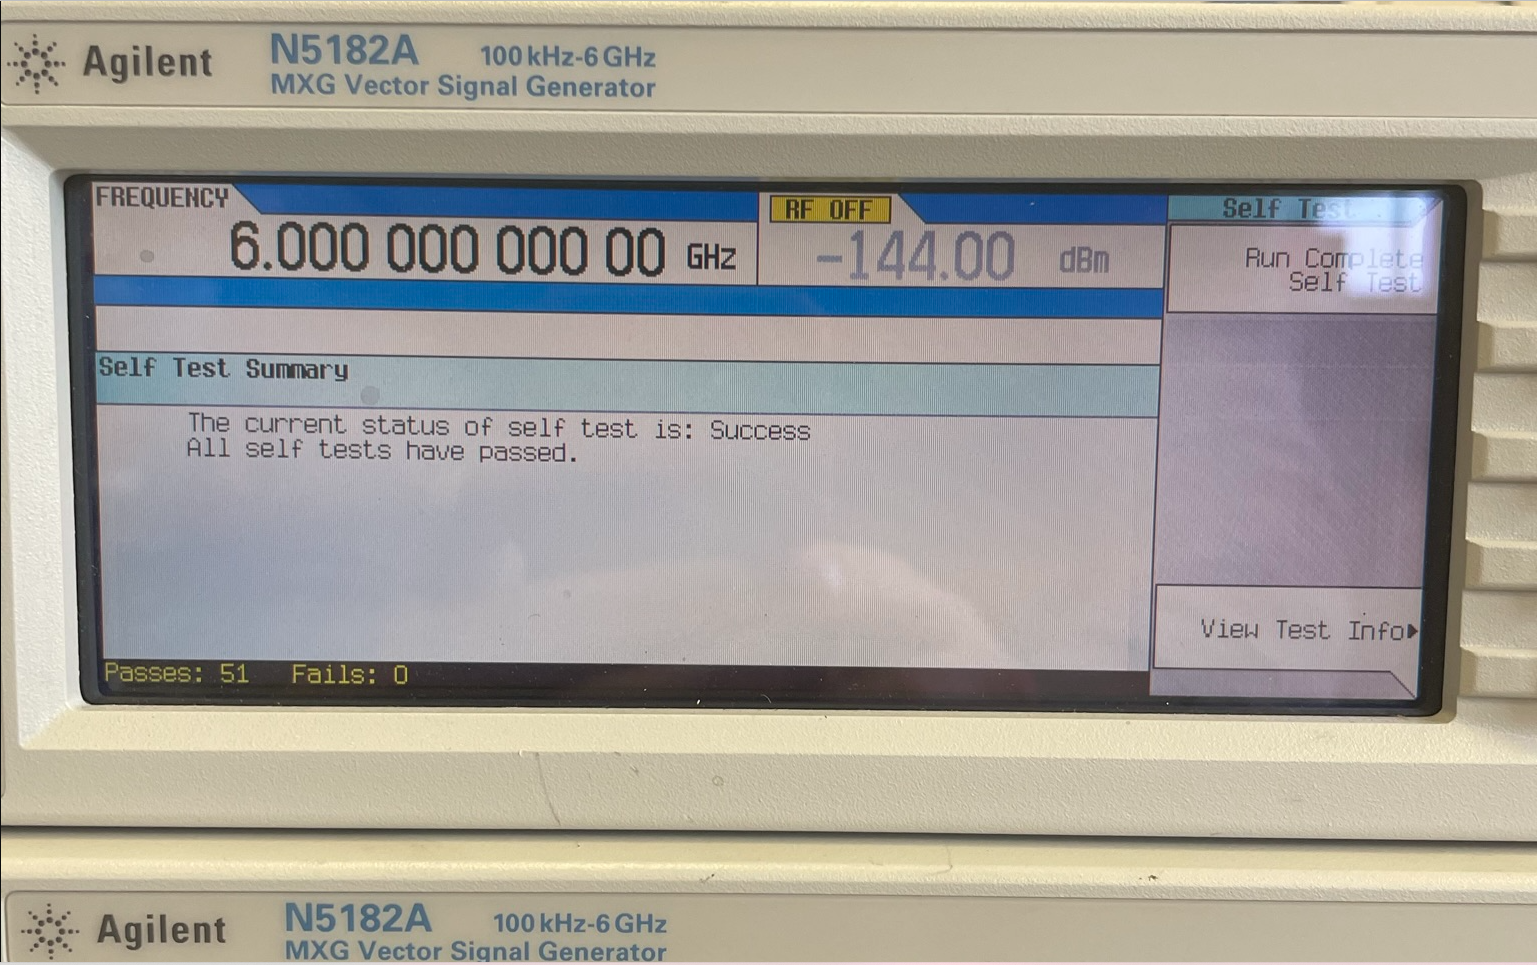 Agilent
N5182A
100 kHz-6 GHz
MXG Vector Signal Generator
FREQUENCY
6.000 000 000 00 GHz
RF OFF
-144.00 dBm
Self Test
Run Complete
Self Test
Self Test Summary
The current status of self test is: Success
All self tests have passed.
View Test Info
Passes: 51 Fails: 0
Agilent
N5182A
100 kHz-6 GHz
MXG Vector Signal Generator